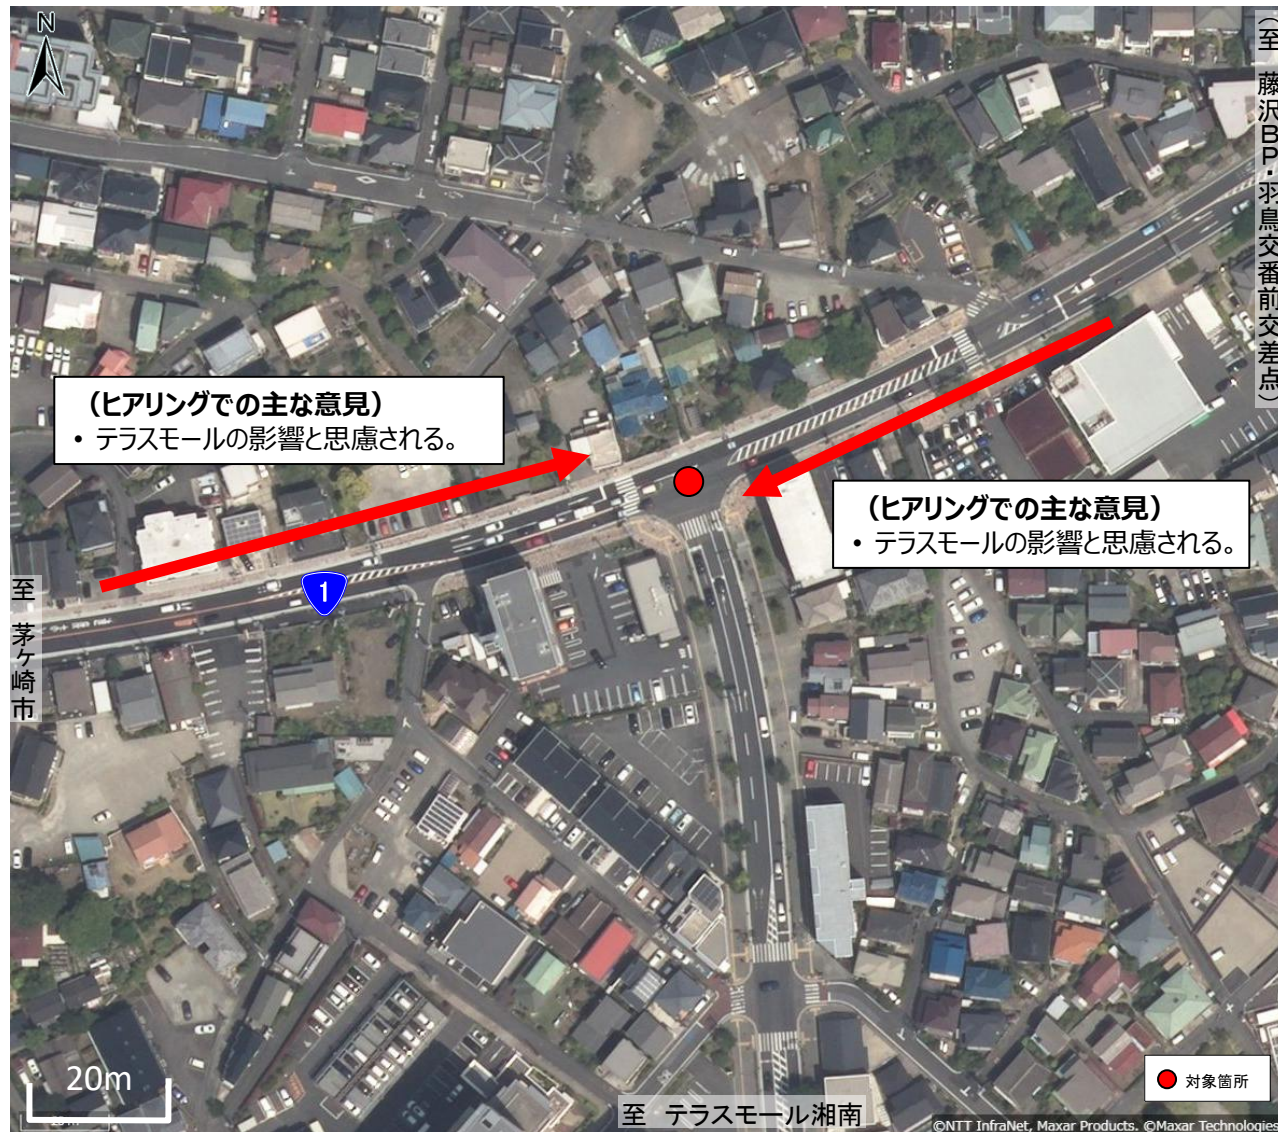 N
（至 藤沢BP・羽鳥交番前交差点）
（ヒアリングでの主な意見）
• テラスモールの影響と思慮される。
（ヒアリングでの主な意見）
• テラスモールの影響と思慮される。
1
至 茅ヶ崎市
20m
至 テラスモール湘南
対象箇所
©NTT InfraNet, Maxar Products. ©Maxar Technologies